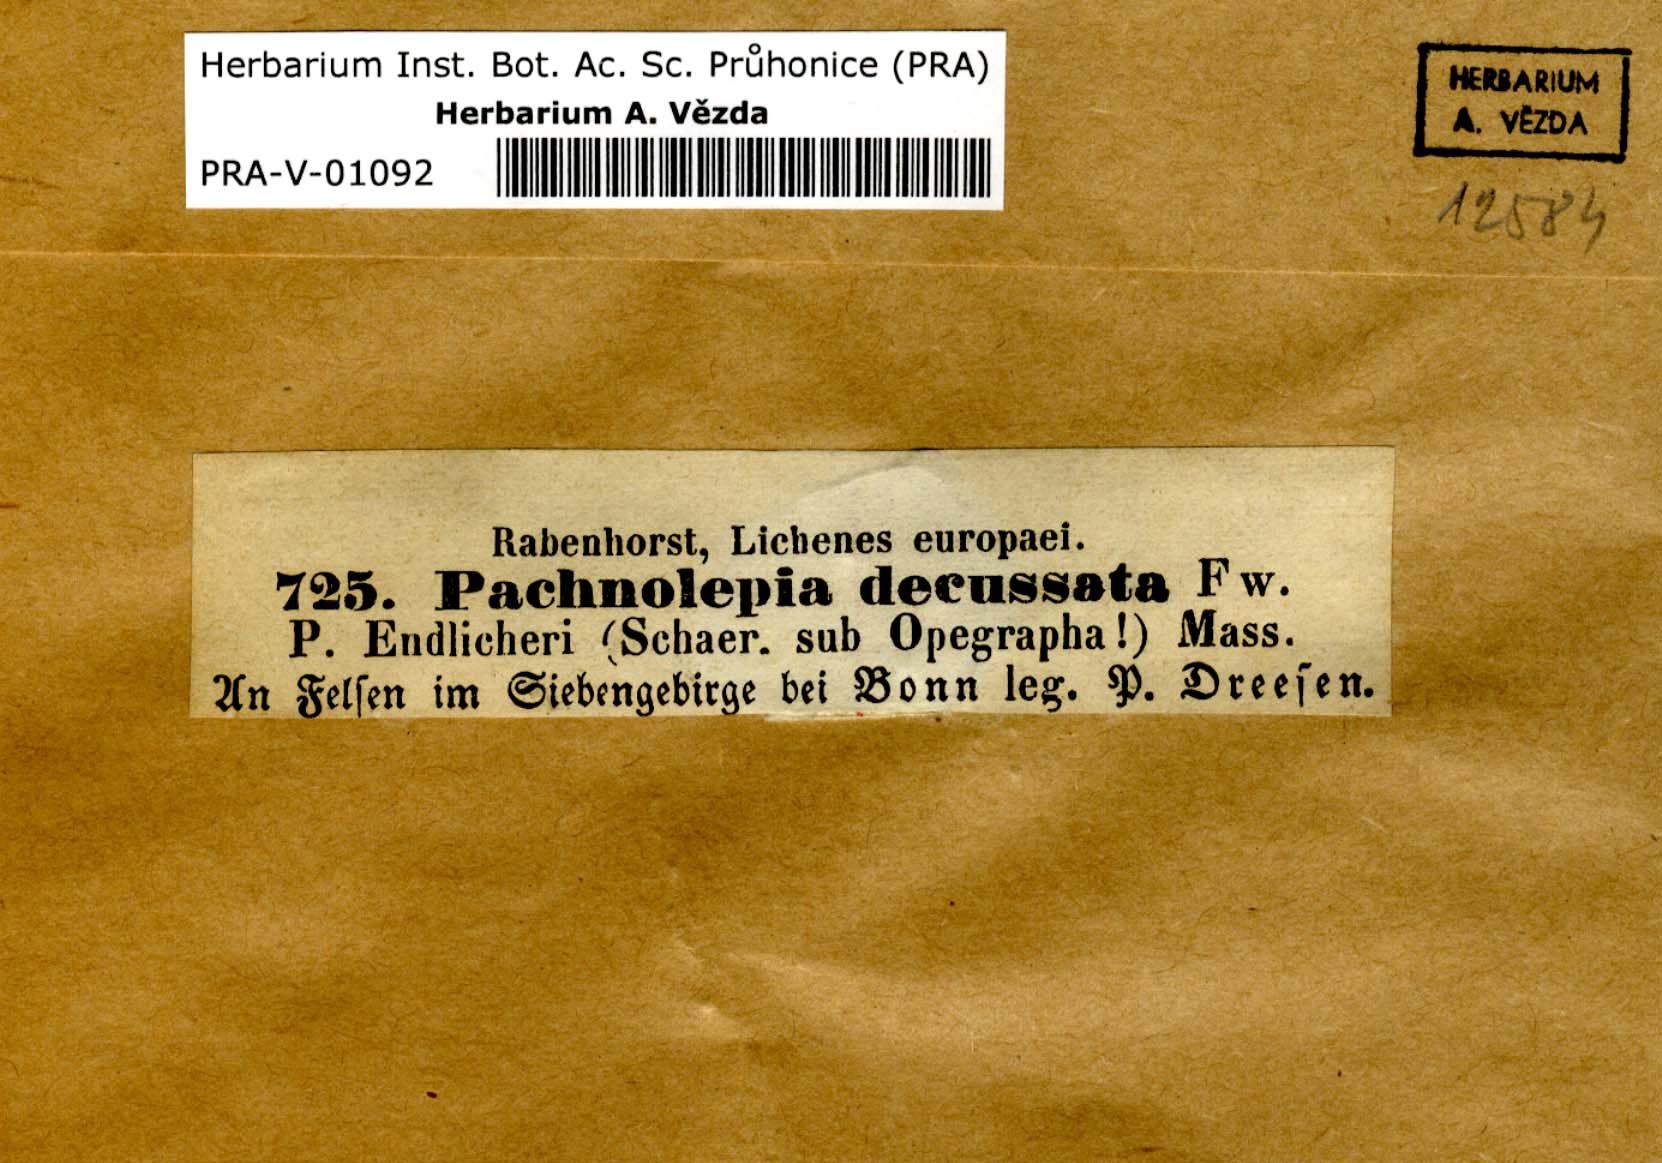 Herbarium Inst. Bot. Ac. Sc. Průhonice (PRA)
Herbarium A. Vězda
PRA-V-01092
HERBARIUM
A. VĚZDA
12584
Rabenhorst, Lichenes europaei.
725. Pachnolepia decussata Fw.
P. Endlicheri (Schaer. sub Opegrapha!) Mass.
An Felſen im Siebengebirge bei Bonn leg. P. Dreeſen.